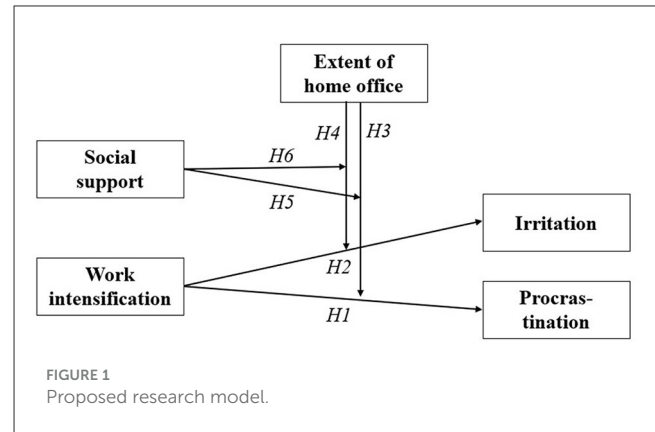 Extent of
home office
H4
H3
Social
support
H6
H5
Irritation
Work
intensification
H2
H1
Procras-
tination
FIGURE 1
Proposed research model.